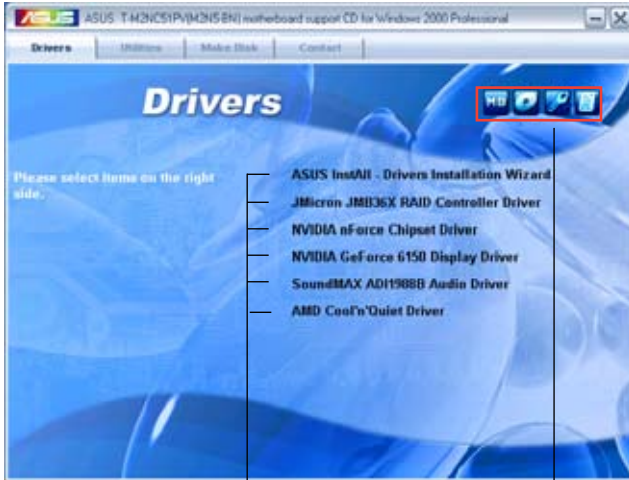 ASUS T-M2NC51PV(M2NS-BN) motherboard support CD for Windows 2000 Professional
Drivers Utilities Make Disk Contact
Drivers
Please select items on the right
side.
ASUS InstAll - Drivers Installation Wizard
JMicron JMB36X RAID Controller Driver
NVIDIA nForce Chipset Driver
NVIDIA GeForce 6150 Display Driver
SoundMAX ADI1988B Audio Driver
AMD Cool'n'Quiet Driver